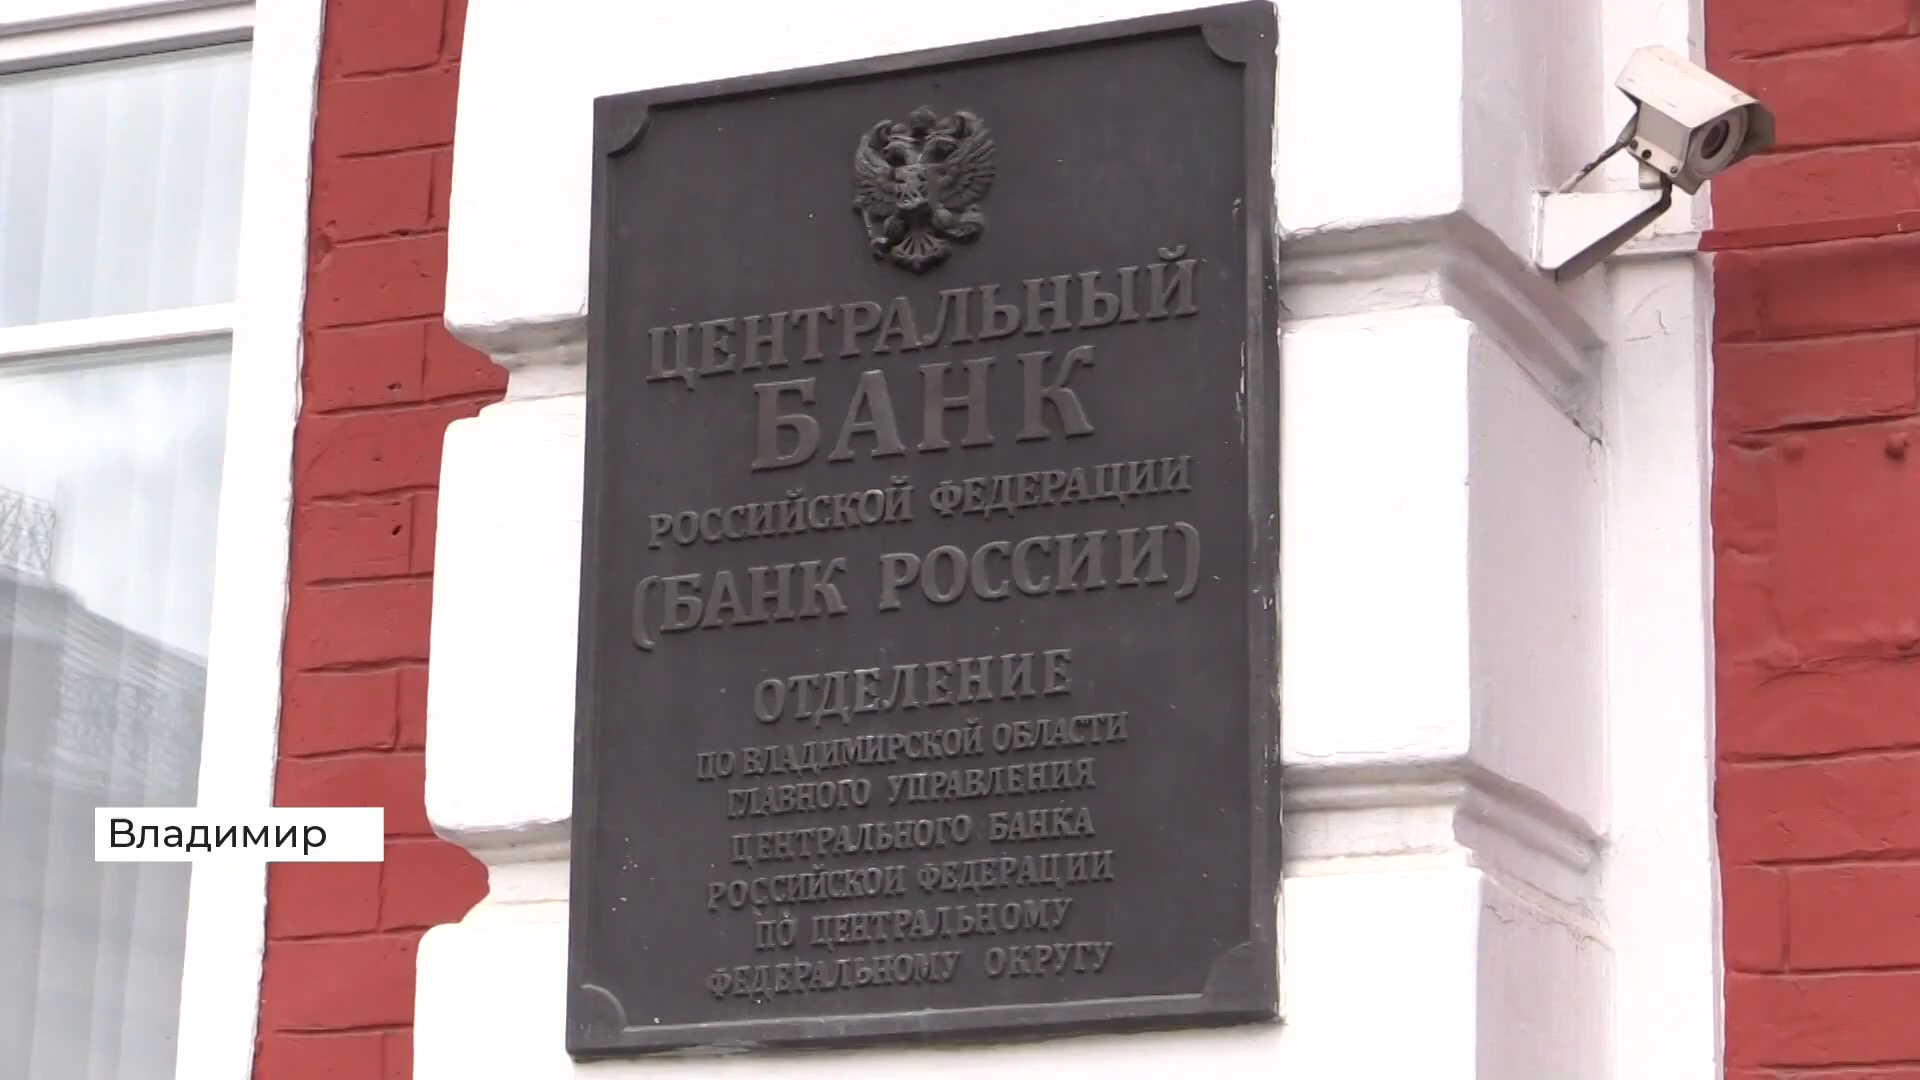 ЦЕНТРАЛЬНЫЙ
БАНК
РОССИЙСКОЙ ФЕДЕРАЦИИ
(БАНК РОССИИ)
ОТДЕЛЕНИЕ
ПО ВЛАДИМИРСКОЙ ОБЛАСТИ
ГЛАВНОГО УПРАВЛЕНИЯ
ЦЕНТРАЛЬНОГО БАНКА
РОССИЙСКОЙ ФЕДЕРАЦИИ
ПО ЦЕНТРАЛЬНОМУ
ФЕДЕРАЛЬНОМУ ОКРУГУ
Владимир